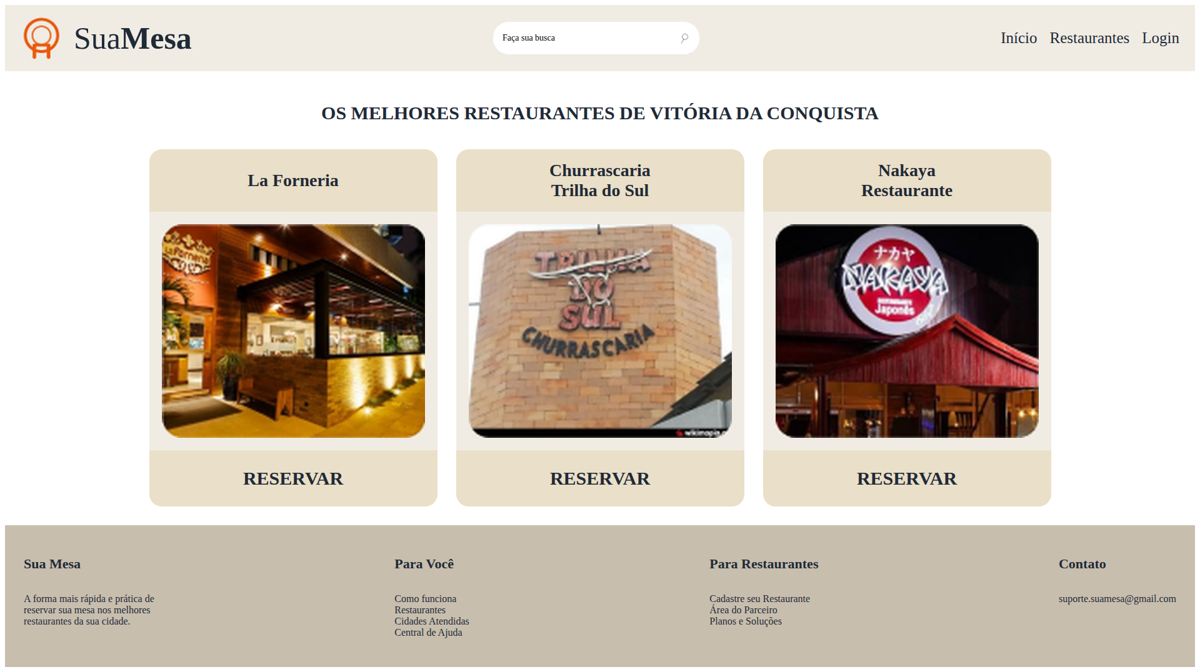 SuaMesa
Faça sua busca
Início Restaurantes Login
OS MELHORES RESTAURANTES DE VITÓRIA DA CONQUISTA
La Forneria
Churrascaria
Trilha do Sul
Nakaya
Restaurante
TRILHA
DO
SUL
CHURRASCARIA
ナカヤ
NAKAYA
Japonês
RESERVAR
RESERVAR
RESERVAR
Sua Mesa
A forma mais rápida e prática de
reservar sua mesa nos melhores
restaurantes da sua cidade.
Para Você
Como funciona
Restaurantes
Cidades Atendidas
Central de Ajuda
Para Restaurantes
Cadastre seu Restaurante
Área do Parceiro
Planos e Soluções
Contato
suporte.suamesa@gmail.com